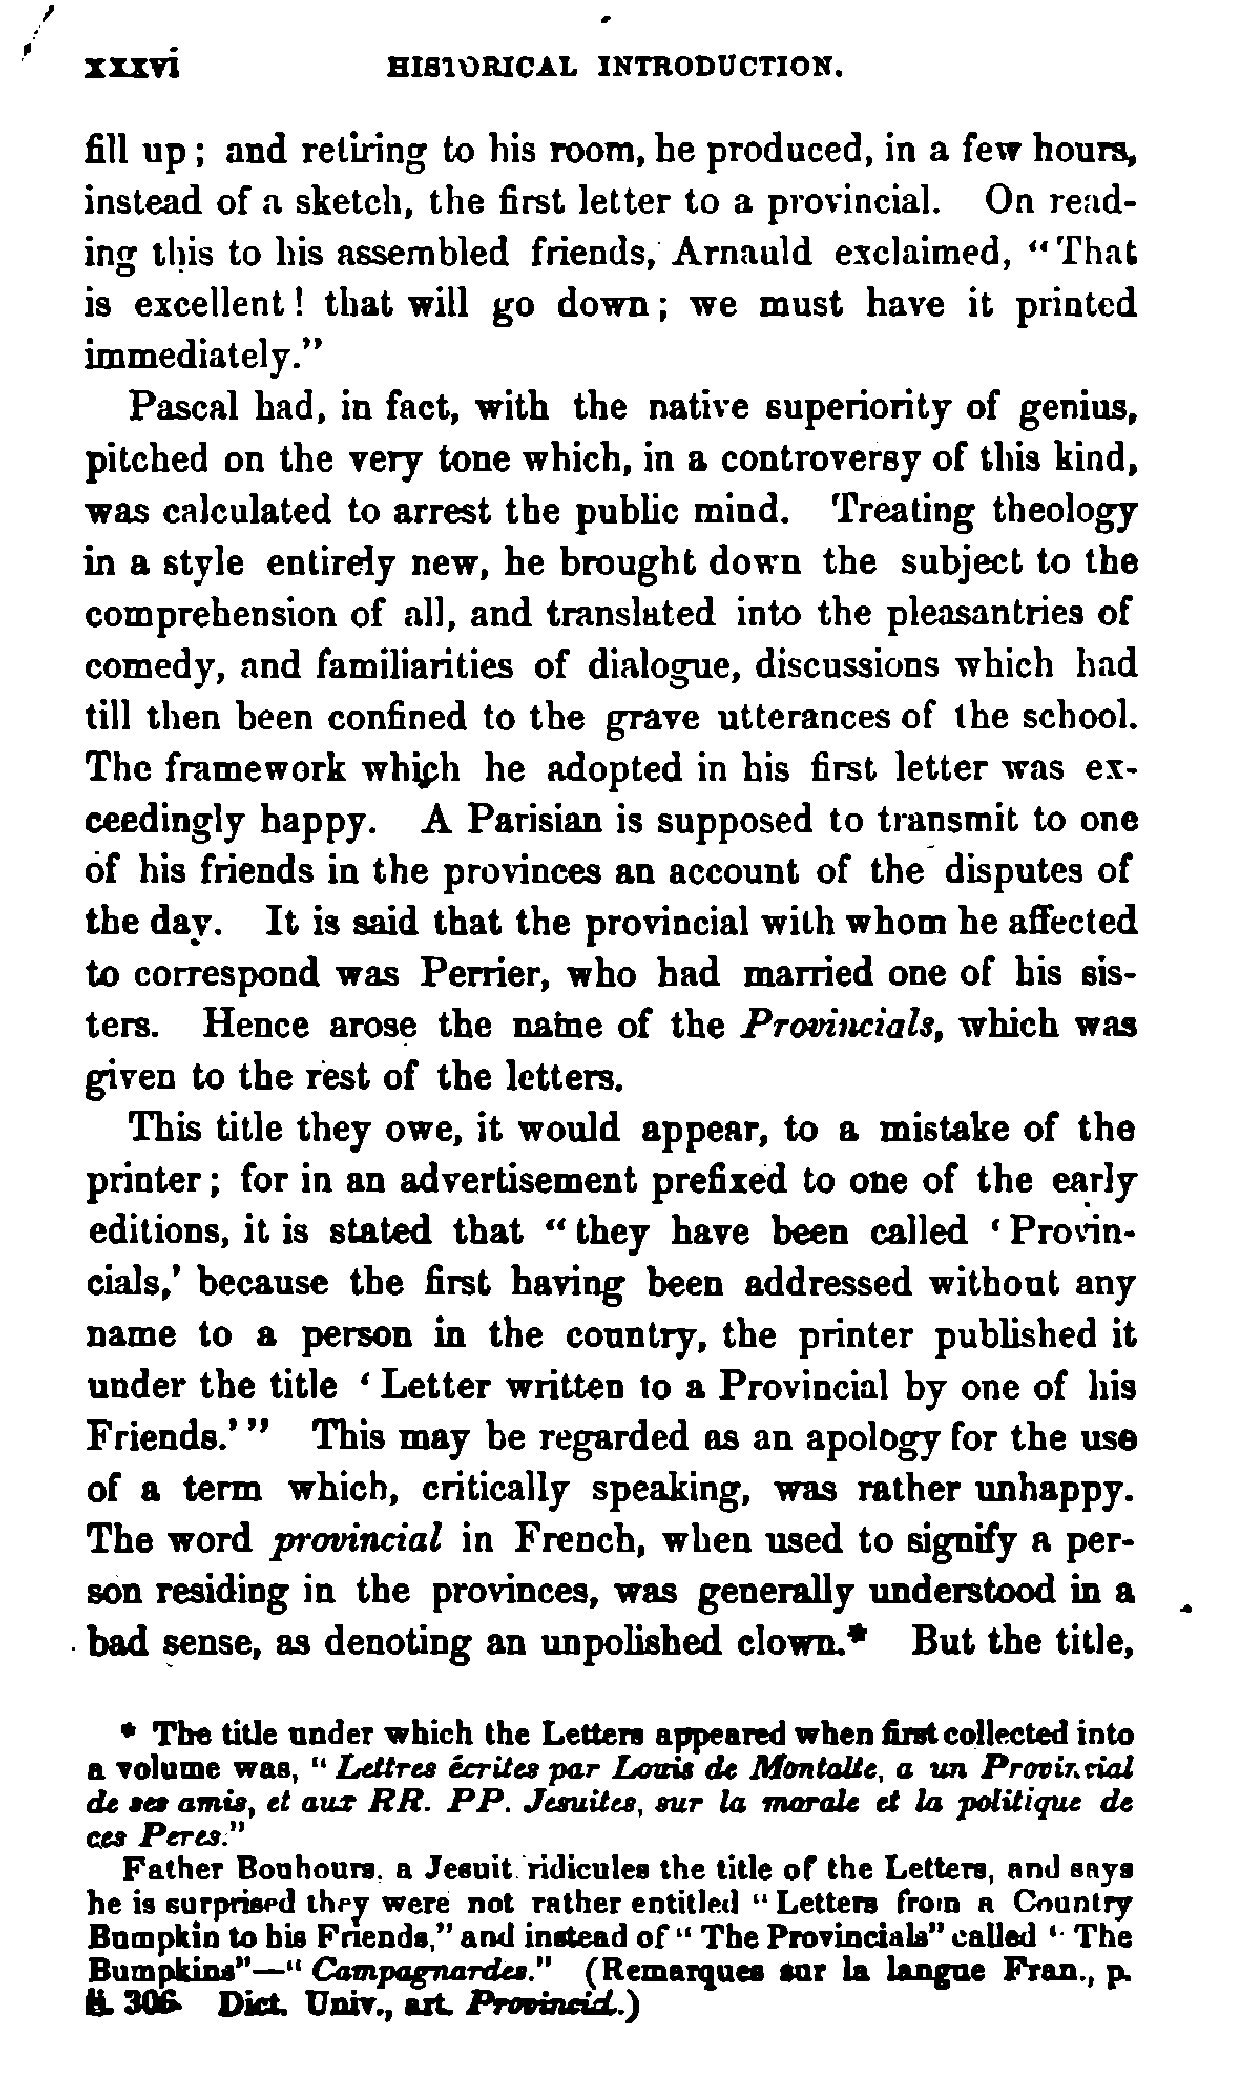 xxxvi HISTORICAL INTRODUCTION.
fill up; and retiring to his room, he produced, in a few hours,
instead of a sketch, the first letter to a provincial. On read-
ing this to his assembled friends, Arnauld exclaimed, "That
is excellent! that will go down; we must have it printed
immediately."
Pascal had, in fact, with the native superiority of genius,
pitched on the very tone which, in a controversy of this kind,
was calculated to arrest the public mind. Treating theology
in a style entirely new, he brought down the subject to the
comprehension of all, and translated into the pleasantries of
comedy, and familiarities of dialogue, discussions which had
till then been confined to the grave utterances of the school.
The framework which he adopted in his first letter was ex-
ceedingly happy. A Parisian is supposed to transmit to one
of his friends in the provinces an account of the disputes of
the day. It is said that the provincial with whom he affected
to correspond was Perrier, who had married one of his sis-
ters. Hence arose the name of the Provincials, which was
given to the rest of the letters.
This title they owe, it would appear, to a mistake of the
printer; for in an advertisement prefixed to one of the early
editions, it is stated that "they have been called 'Provin-
cials,' because the first having been addressed without any
name to a person in the country, the printer published it
under the title 'Letter written to a Provincial by one of his
Friends.'" This may be regarded as an apology for the use
of a term which, critically speaking, was rather unhappy.
The word provincial in French, when used to signify a per-
son residing in the provinces, was generally understood in a
bad sense, as denoting an unpolished clown.* But the title,
* The title under which the Letters appeared when first collected into
a volume was, "Lettres écrites par Louis de Montalte, a un Provincial
de ses amis, et aux RR. PP. Jesuites, sur la morale et la politique de
ces Peres."
Father Bouhours, a Jesuit ridicules the title of the Letters, and says
he is surprised they were not rather entitled "Letters from a Country
Bumpkin to his Friends," and instead of "The Provincials" called "The
Bumpkins"—"Campagnardes." (Remarques sur la langue Fran., p.
ii. 306. Dict. Univ., art. Provincial.)